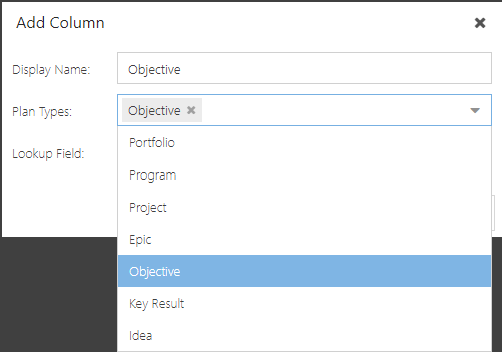 Add Column
Display Name: Objective
Plan Types: Objective
Lookup Field:
Portfolio
Program
Project
Epic
Objective
Key Result
Idea